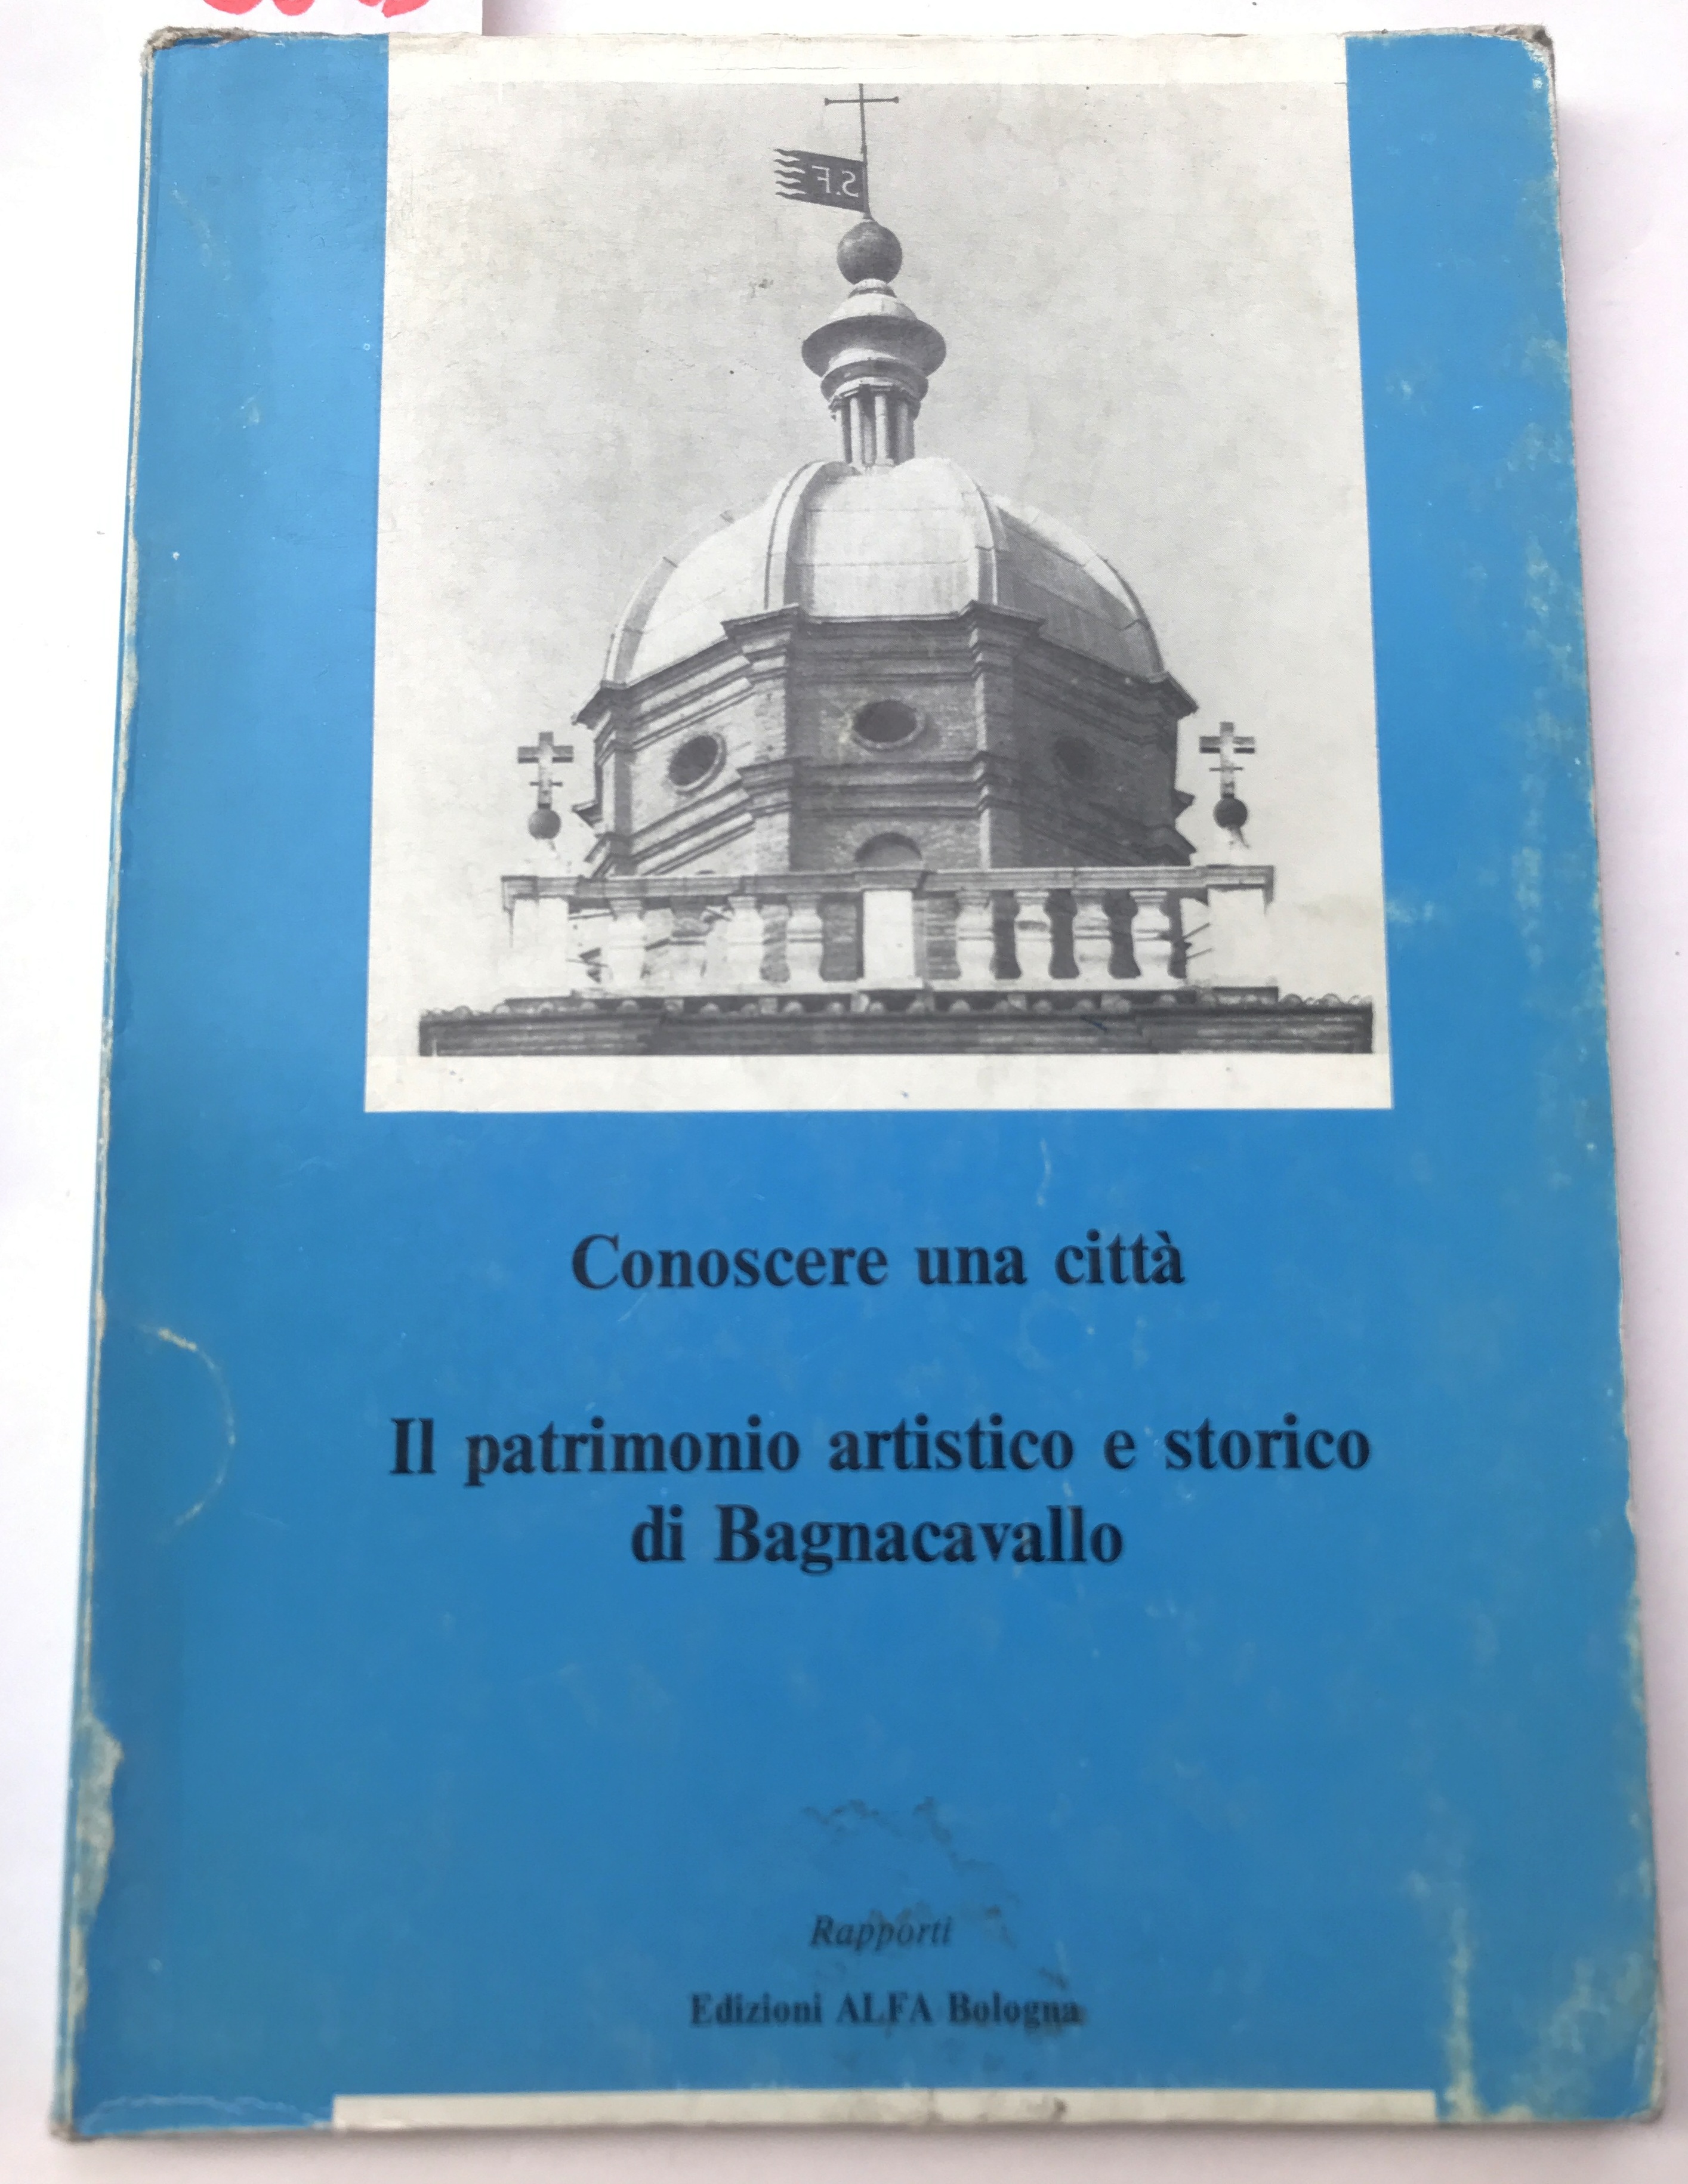 S.F
Conoscere una città
Il patrimonio artistico e storico
di Bagnacavallo
Rapporti
Edizioni ALFA Bologna